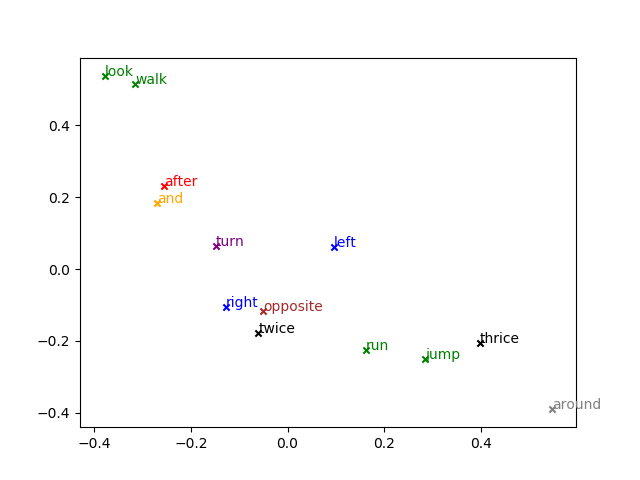 look
walk
0.4
after
0.2
and
turn
left
0.0
right
opposite
twice
thrice
−0.2
run
jump
around
−0.4
−0.4
−0.2
0.0
0.2
0.4